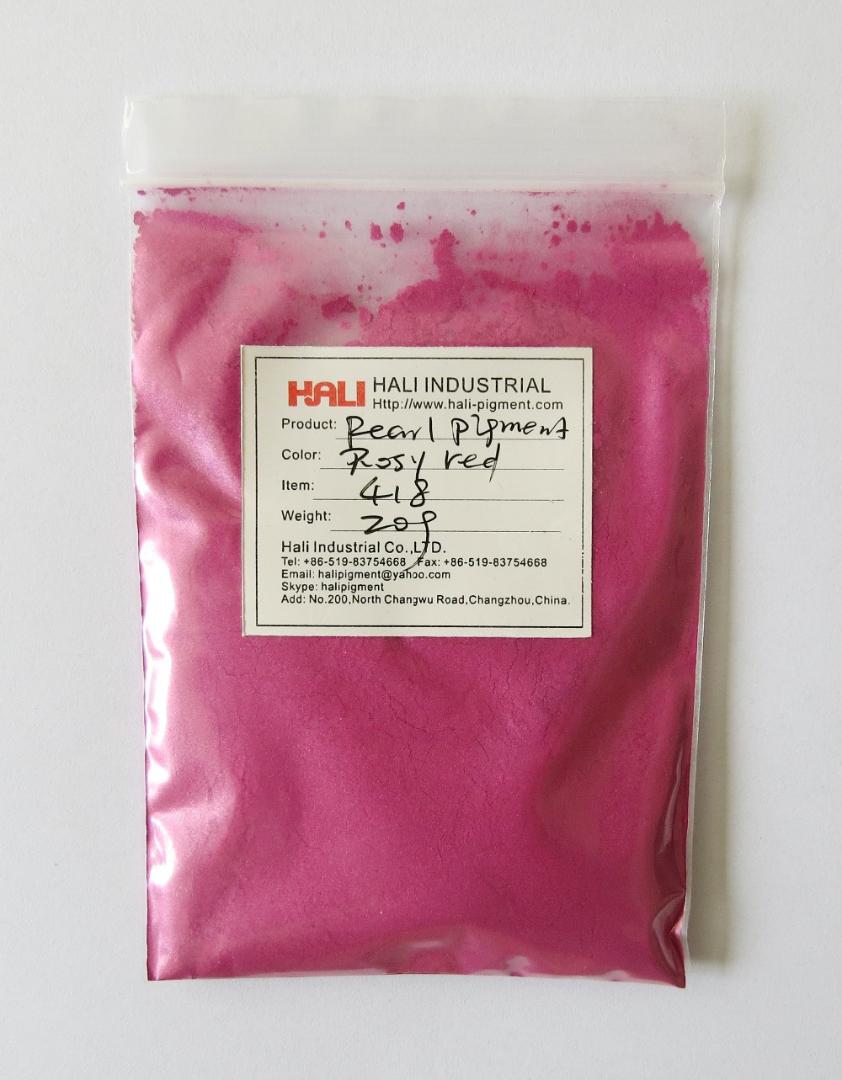 HALI HALI INDUSTRIAL
Http://www.hali-pigment.com
Product: Pearl Pigment
Color: Rosy red
Item: 418
Weight: 20g
Hali Industrial Co.,LTD.
Tel: +86-519-83754668 Fax: +86-519-83754668
Email: halipigment@yahoo.com
Skype: halipigment
Add: No.200,North Changwu Road,Changzhou,China.